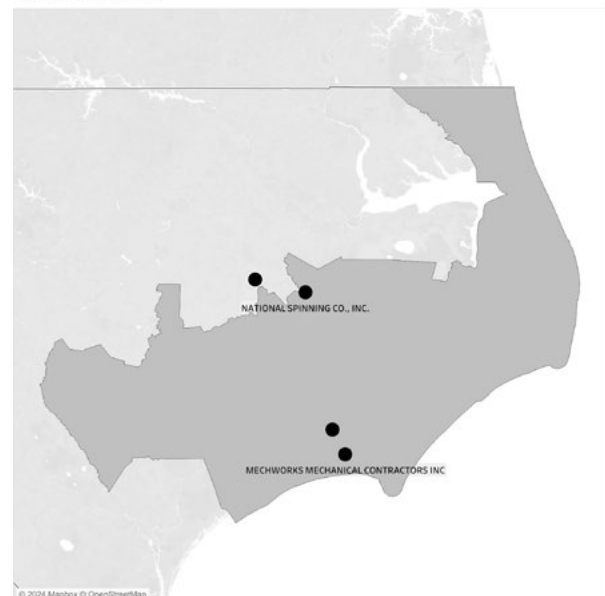 NATIONAL SPINNING CO., INC.
MECHWORKS MECHANICAL CONTRACTORS INC
© 2024 Mapbox © OpenStreetMap